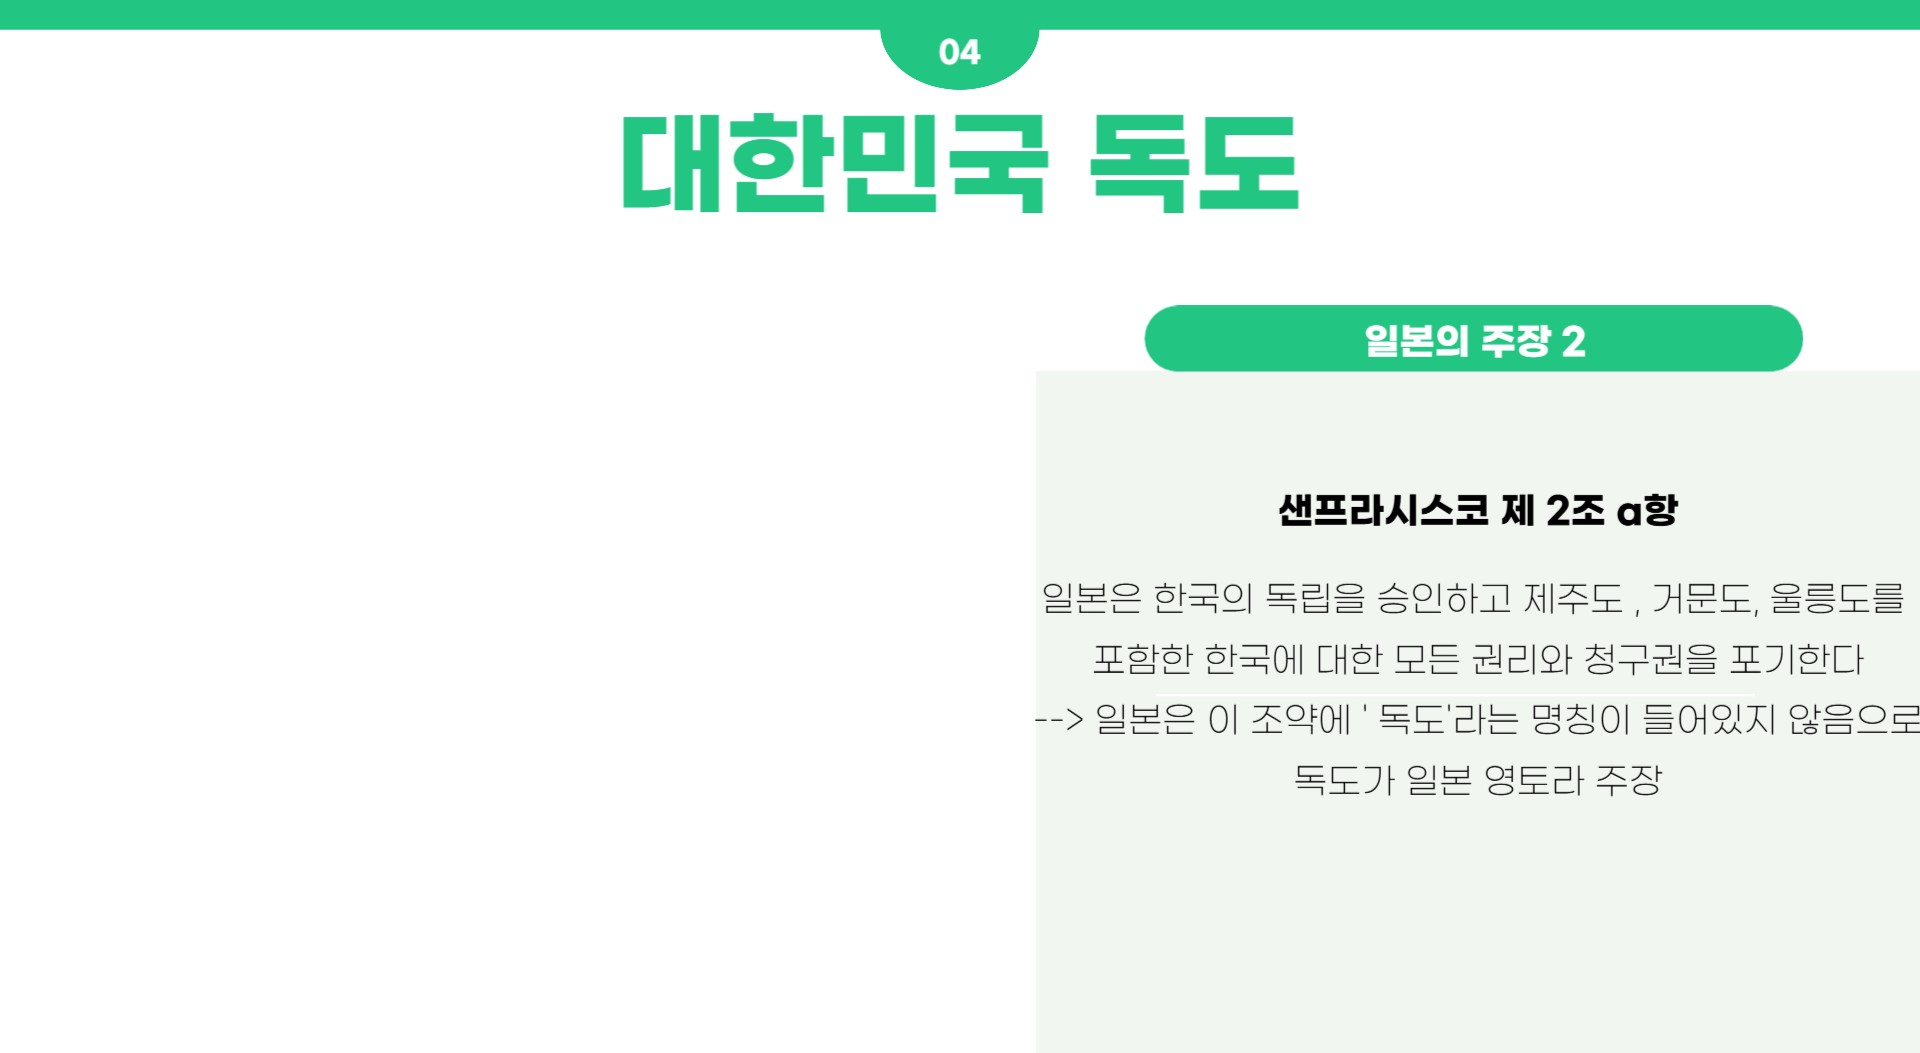 04
대한민국 독도
일본의 주장 2
샌프라시스코 제 2조 a항
일본은 한국의 독립을 승인하고 제주도 , 거문도, 울릉도를
포함한 한국에 대한 모든 권리와 청구권을 포기한다
--> 일본은 이 조약에 ' 독도'라는 명칭이 들어있지 않음으로
독도가 일본 영토라 주장